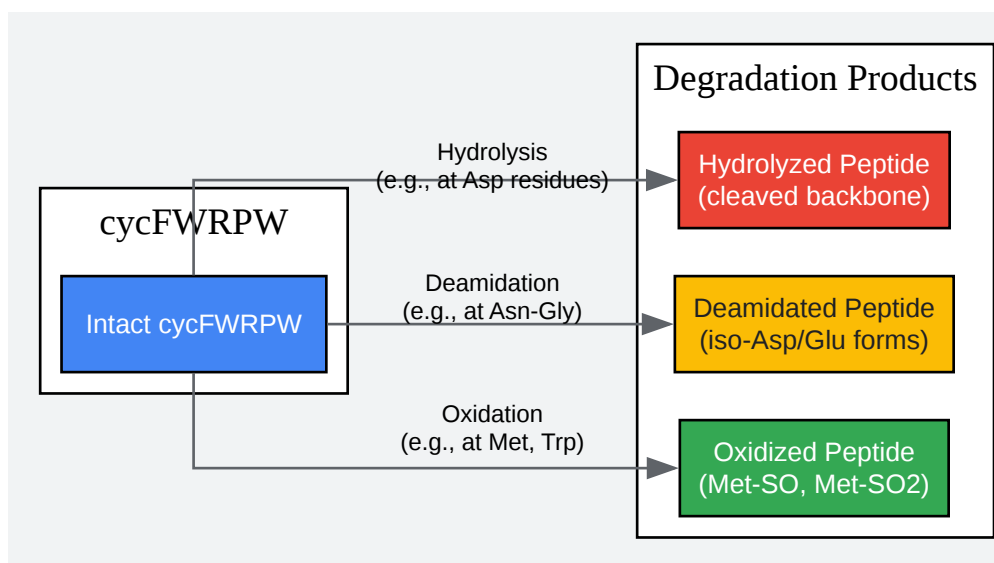 cycFWRPW
Intact cycFWRPW
Hydrolysis
(e.g., at Asp residues)
Deamidation
(e.g., at Asn-Gly)
Oxidation
(e.g., at Met, Trp)
Degradation Products
Hydrolyzed Peptide
(cleaved backbone)
Deamidated Peptide
(iso-Asp/Glu forms)
Oxidized Peptide
(Met-SO, Met-SO2)